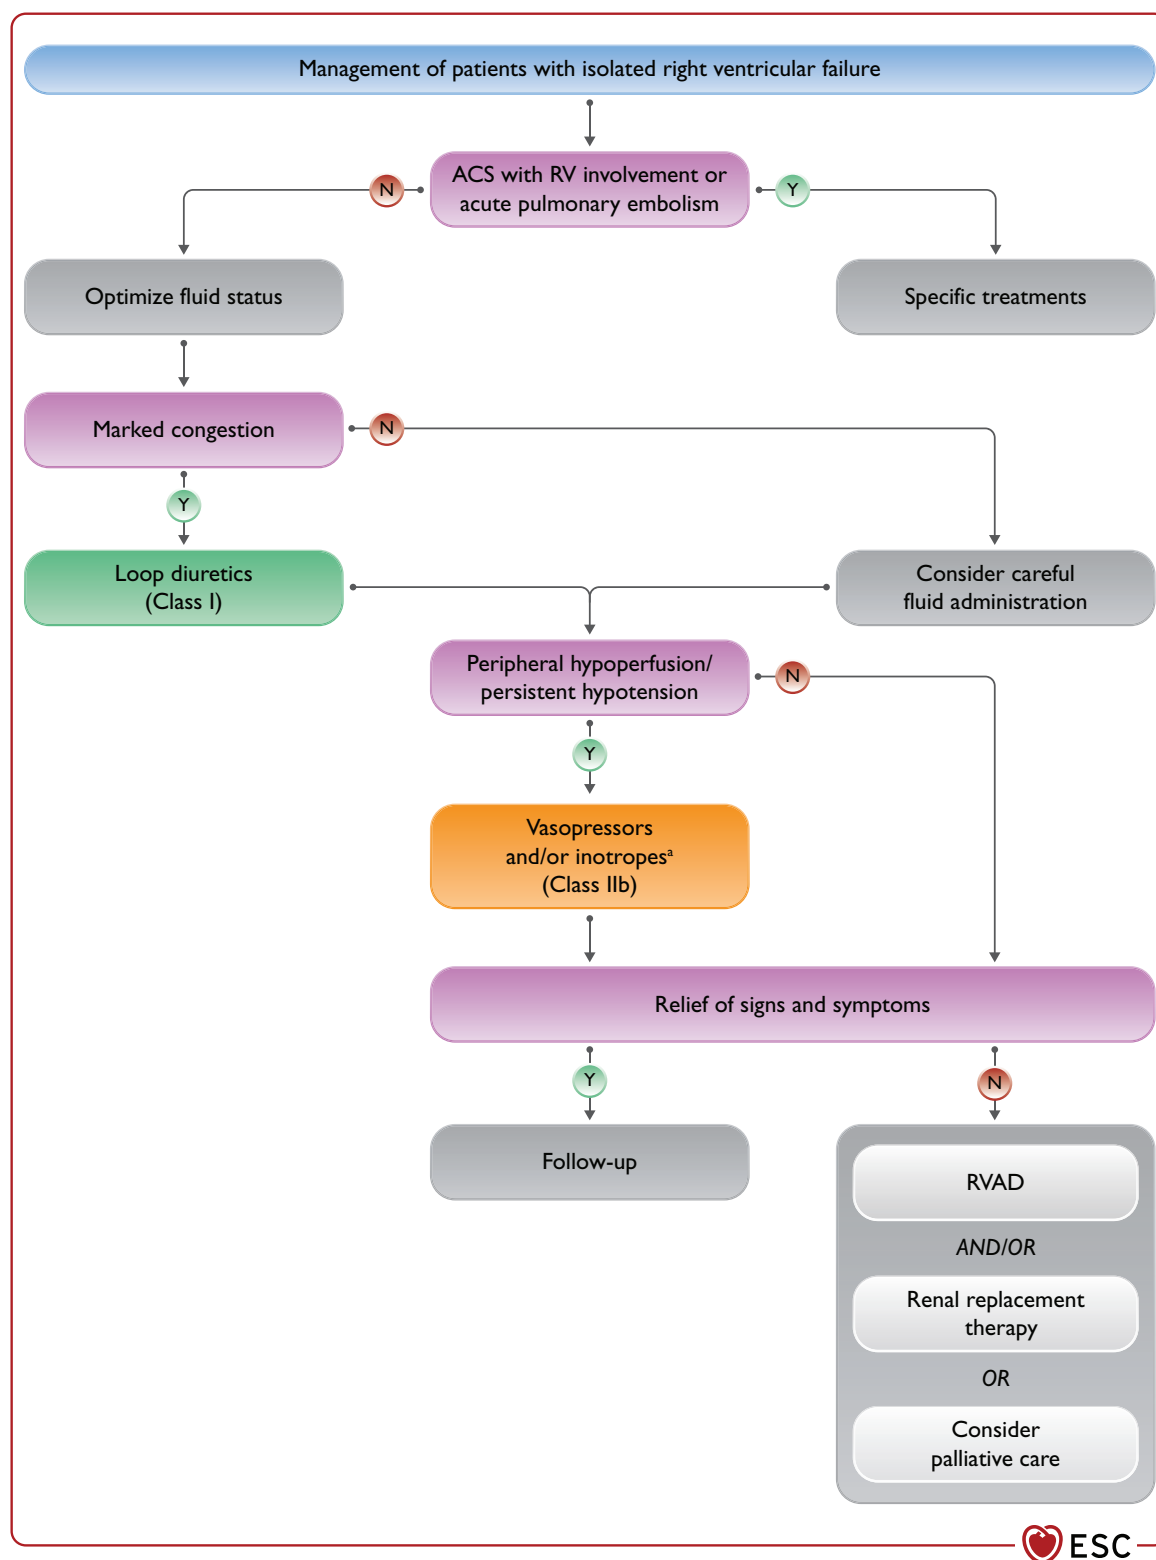 Management of patients with isolated right ventricular failure
ACS with RV involvement or
acute pulmonary embolism
N
Y
Optimize fluid status
Specific treatments
Marked congestion
N
Y
Loop diuretics
(Class I)
Consider careful
fluid administration
Peripheral hypoperfusion/
persistent hypotension
N
Y
Vasopressors
and/or inotropesᵃ
(Class IIb)
Relief of signs and symptoms
Y
N
Follow-up
RVAD
AND/OR
Renal replacement
therapy
OR
Consider
palliative care
ESC